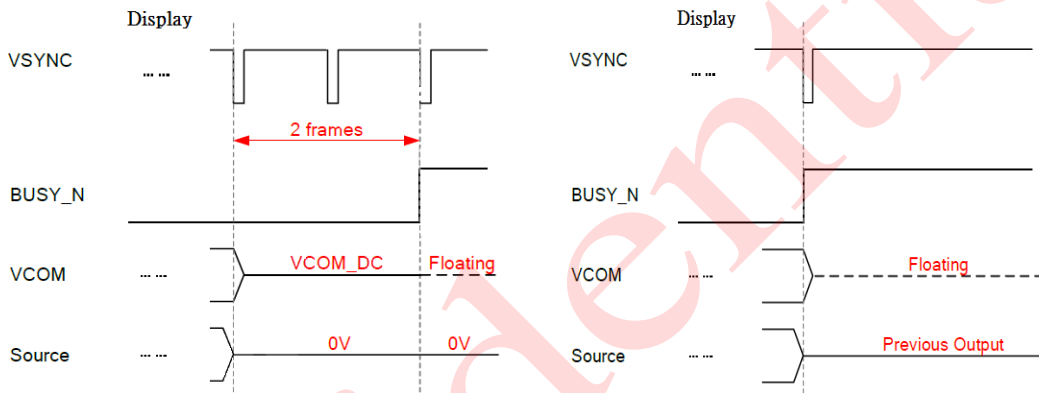 Display
VSYNC
... ...
2 frames
BUSY_N
VCOM
... ...
VCOM_DC
Floating
Source
... ...
0V
0V
Display
VSYNC
... ...
BUSY_N
VCOM
... ...
Floating
Source
... ...
Previous Output